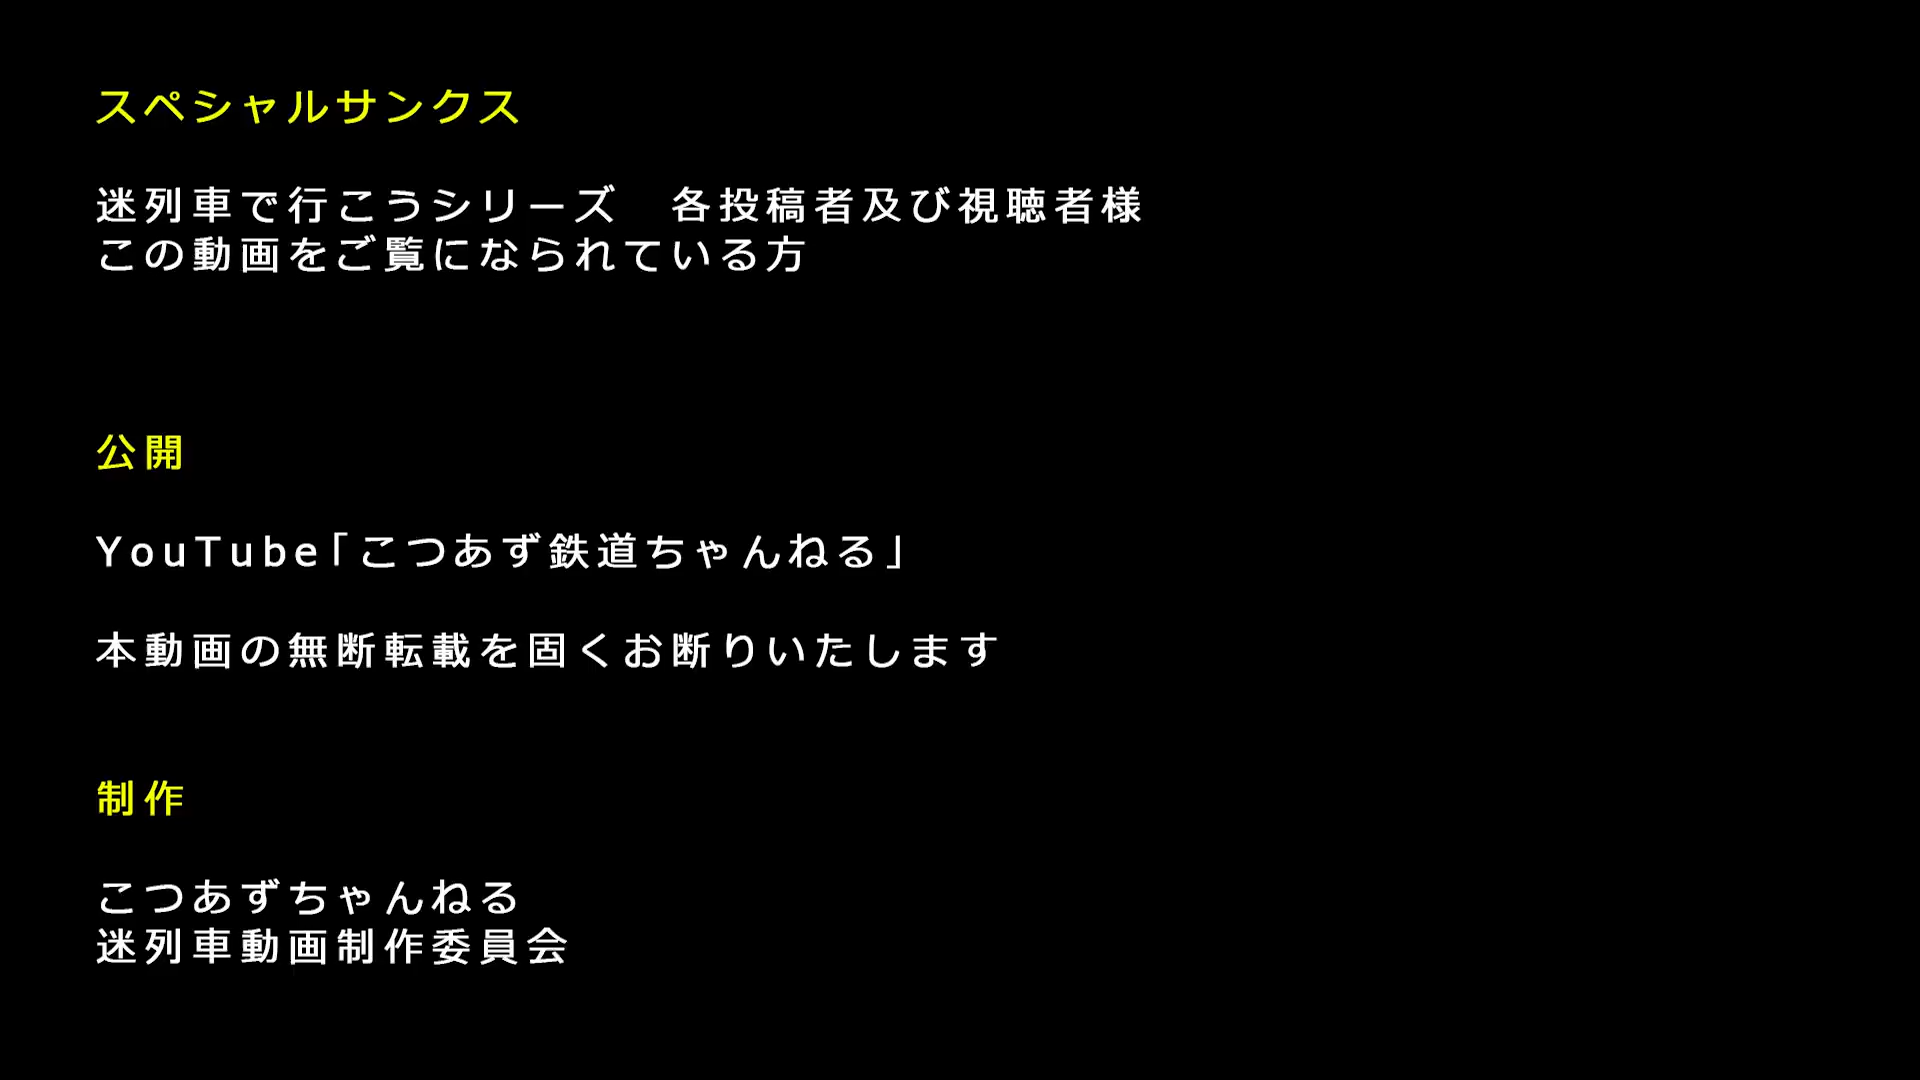 スペシャルサンクス
迷列車で行こうシリーズ　各投稿者及び視聴者様
この動画をご覧になられている方
公開
YouTube「こつあず鉄道ちゃんねる」
本動画の無断転載を固くお断りいたします
制作
こつあずちゃんねる
迷列車動画制作委員会